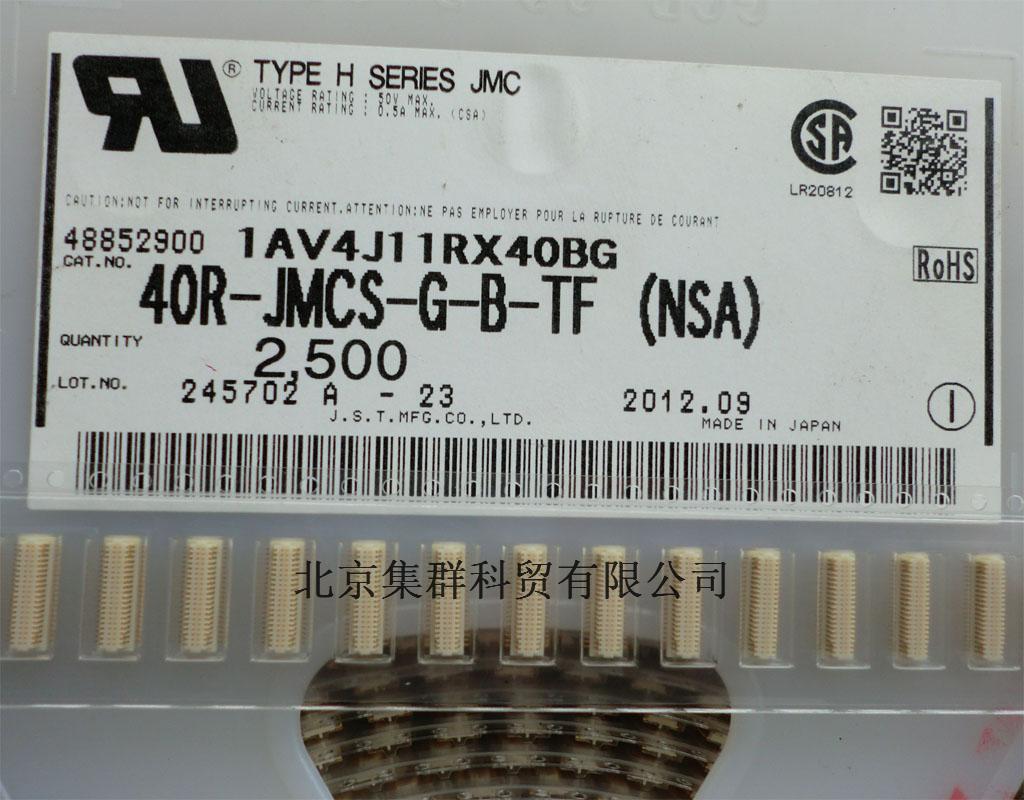 ® TYPE H SERIES JMC
VOLTAGE RATING : 50V MAX.
CURRENT RATING : 0.5A MAX. (CSA)
SA
LR20812
CAUTION:NOT FOR INTERRUPTING CURRENT.ATTENTION:NE PAS EMPLOYER POUR LA RUPTURE DE COURANT
48852900 1AV4J11RX40BG
RoHS
CAT.NO.
40R-JMCS-G-B-TF (NSA)
QUANTITY
2,500
LOT.NO.
245702 A - 23 2012.09
J.S.T.MFG.CO.,LTD. MADE IN JAPAN
北京集群科贸有限公司